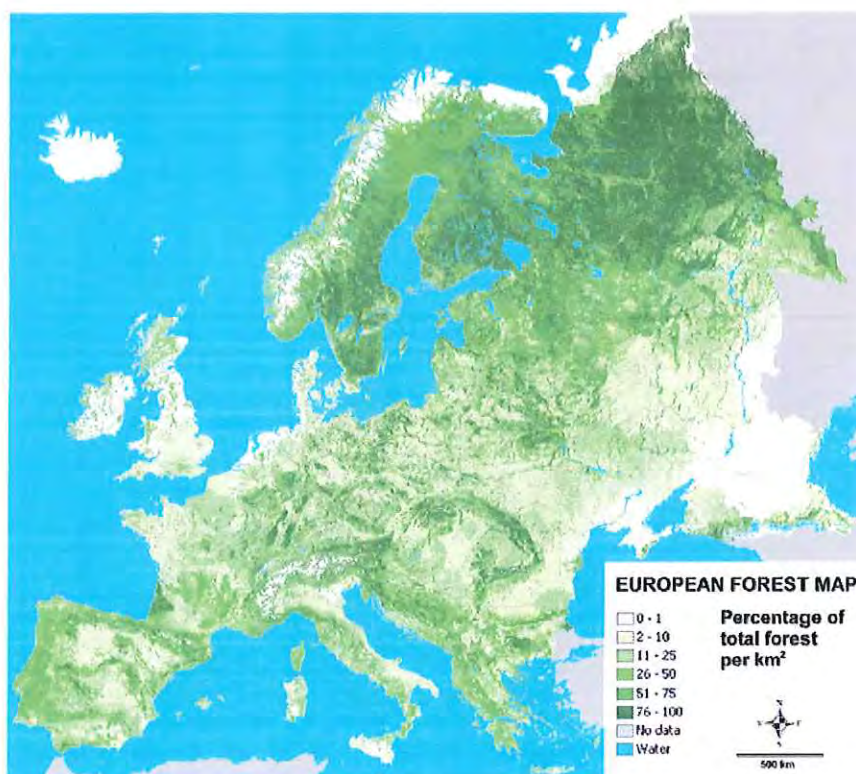 EUROPEAN FOREST MAP
Percentage of
total forest
per km²
0 - 1
2 - 10
11 - 25
26 - 50
51 - 75
76 - 100
No data
Water
N
S
500 km